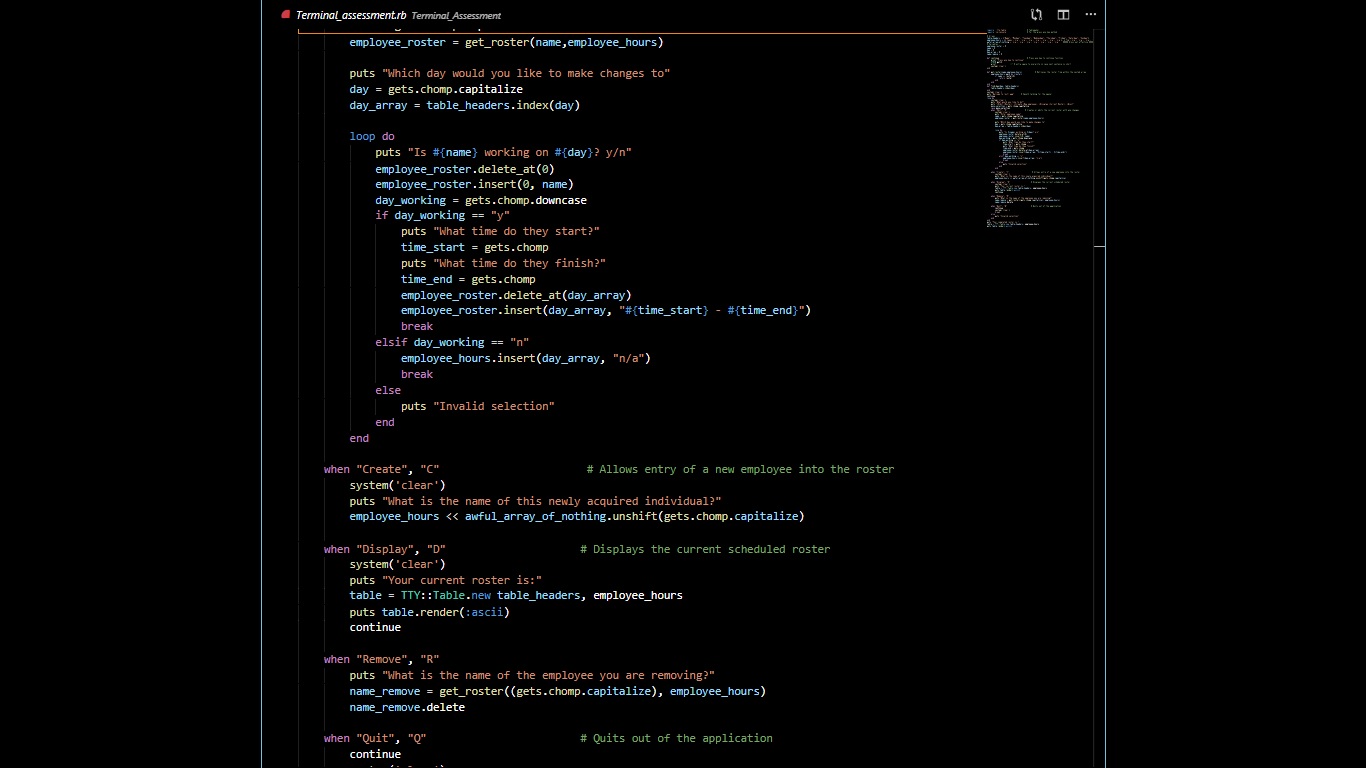 Terminal_assessment.rb Terminal_Assessment
employee_roster = get_roster(name,employee_hours)
puts "Which day would you like to make changes to"
day = gets.chomp.capitalize
day_array = table_headers.index(day)
loop do
puts "Is #{name} working on #{day}? y/n"
employee_roster.delete_at(0)
employee_roster.insert(0, name)
day_working = gets.chomp.downcase
if day_working == "y"
puts "What time do they start?"
time_start = gets.chomp
puts "What time do they finish?"
time_end = gets.chomp
employee_roster.delete_at(day_array)
employee_roster.insert(day_array, "#{time_start} - #{time_end}")
break
elsif day_working == "n"
employee_hours.insert(day_array, "n/a")
break
else
puts "Invalid selection"
end
end
when "Create", "C" # Allows entry of a new employee into the roster
system('clear')
puts "What is the name of this newly acquired individual?"
employee_hours << awful_array_of_nothing.unshift(gets.chomp.capitalize)
when "Display", "D" # Displays the current scheduled roster
system('clear')
puts "Your current roster is:"
table = TTY::Table.new table_headers, employee_hours
puts table.render(:ascii)
continue
when "Remove", "R"
puts "What is the name of the employee you are removing?"
name_remove = get_roster((gets.chomp.capitalize), employee_hours)
name_remove.delete
when "Quit", "Q" # Quits out of the application
continue